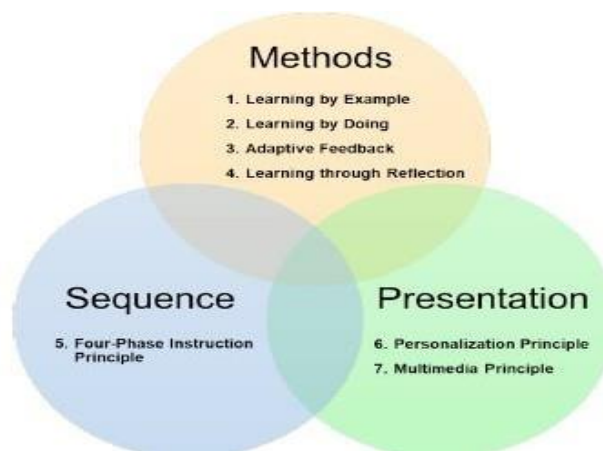 Methods
1. Learning by Example
2. Learning by Doing
3. Adaptive Feedback
4. Learning through Reflection
Sequence
5. Four-Phase Instruction
Principle
Presentation
6. Personalization Principle
7. Multimedia Principle